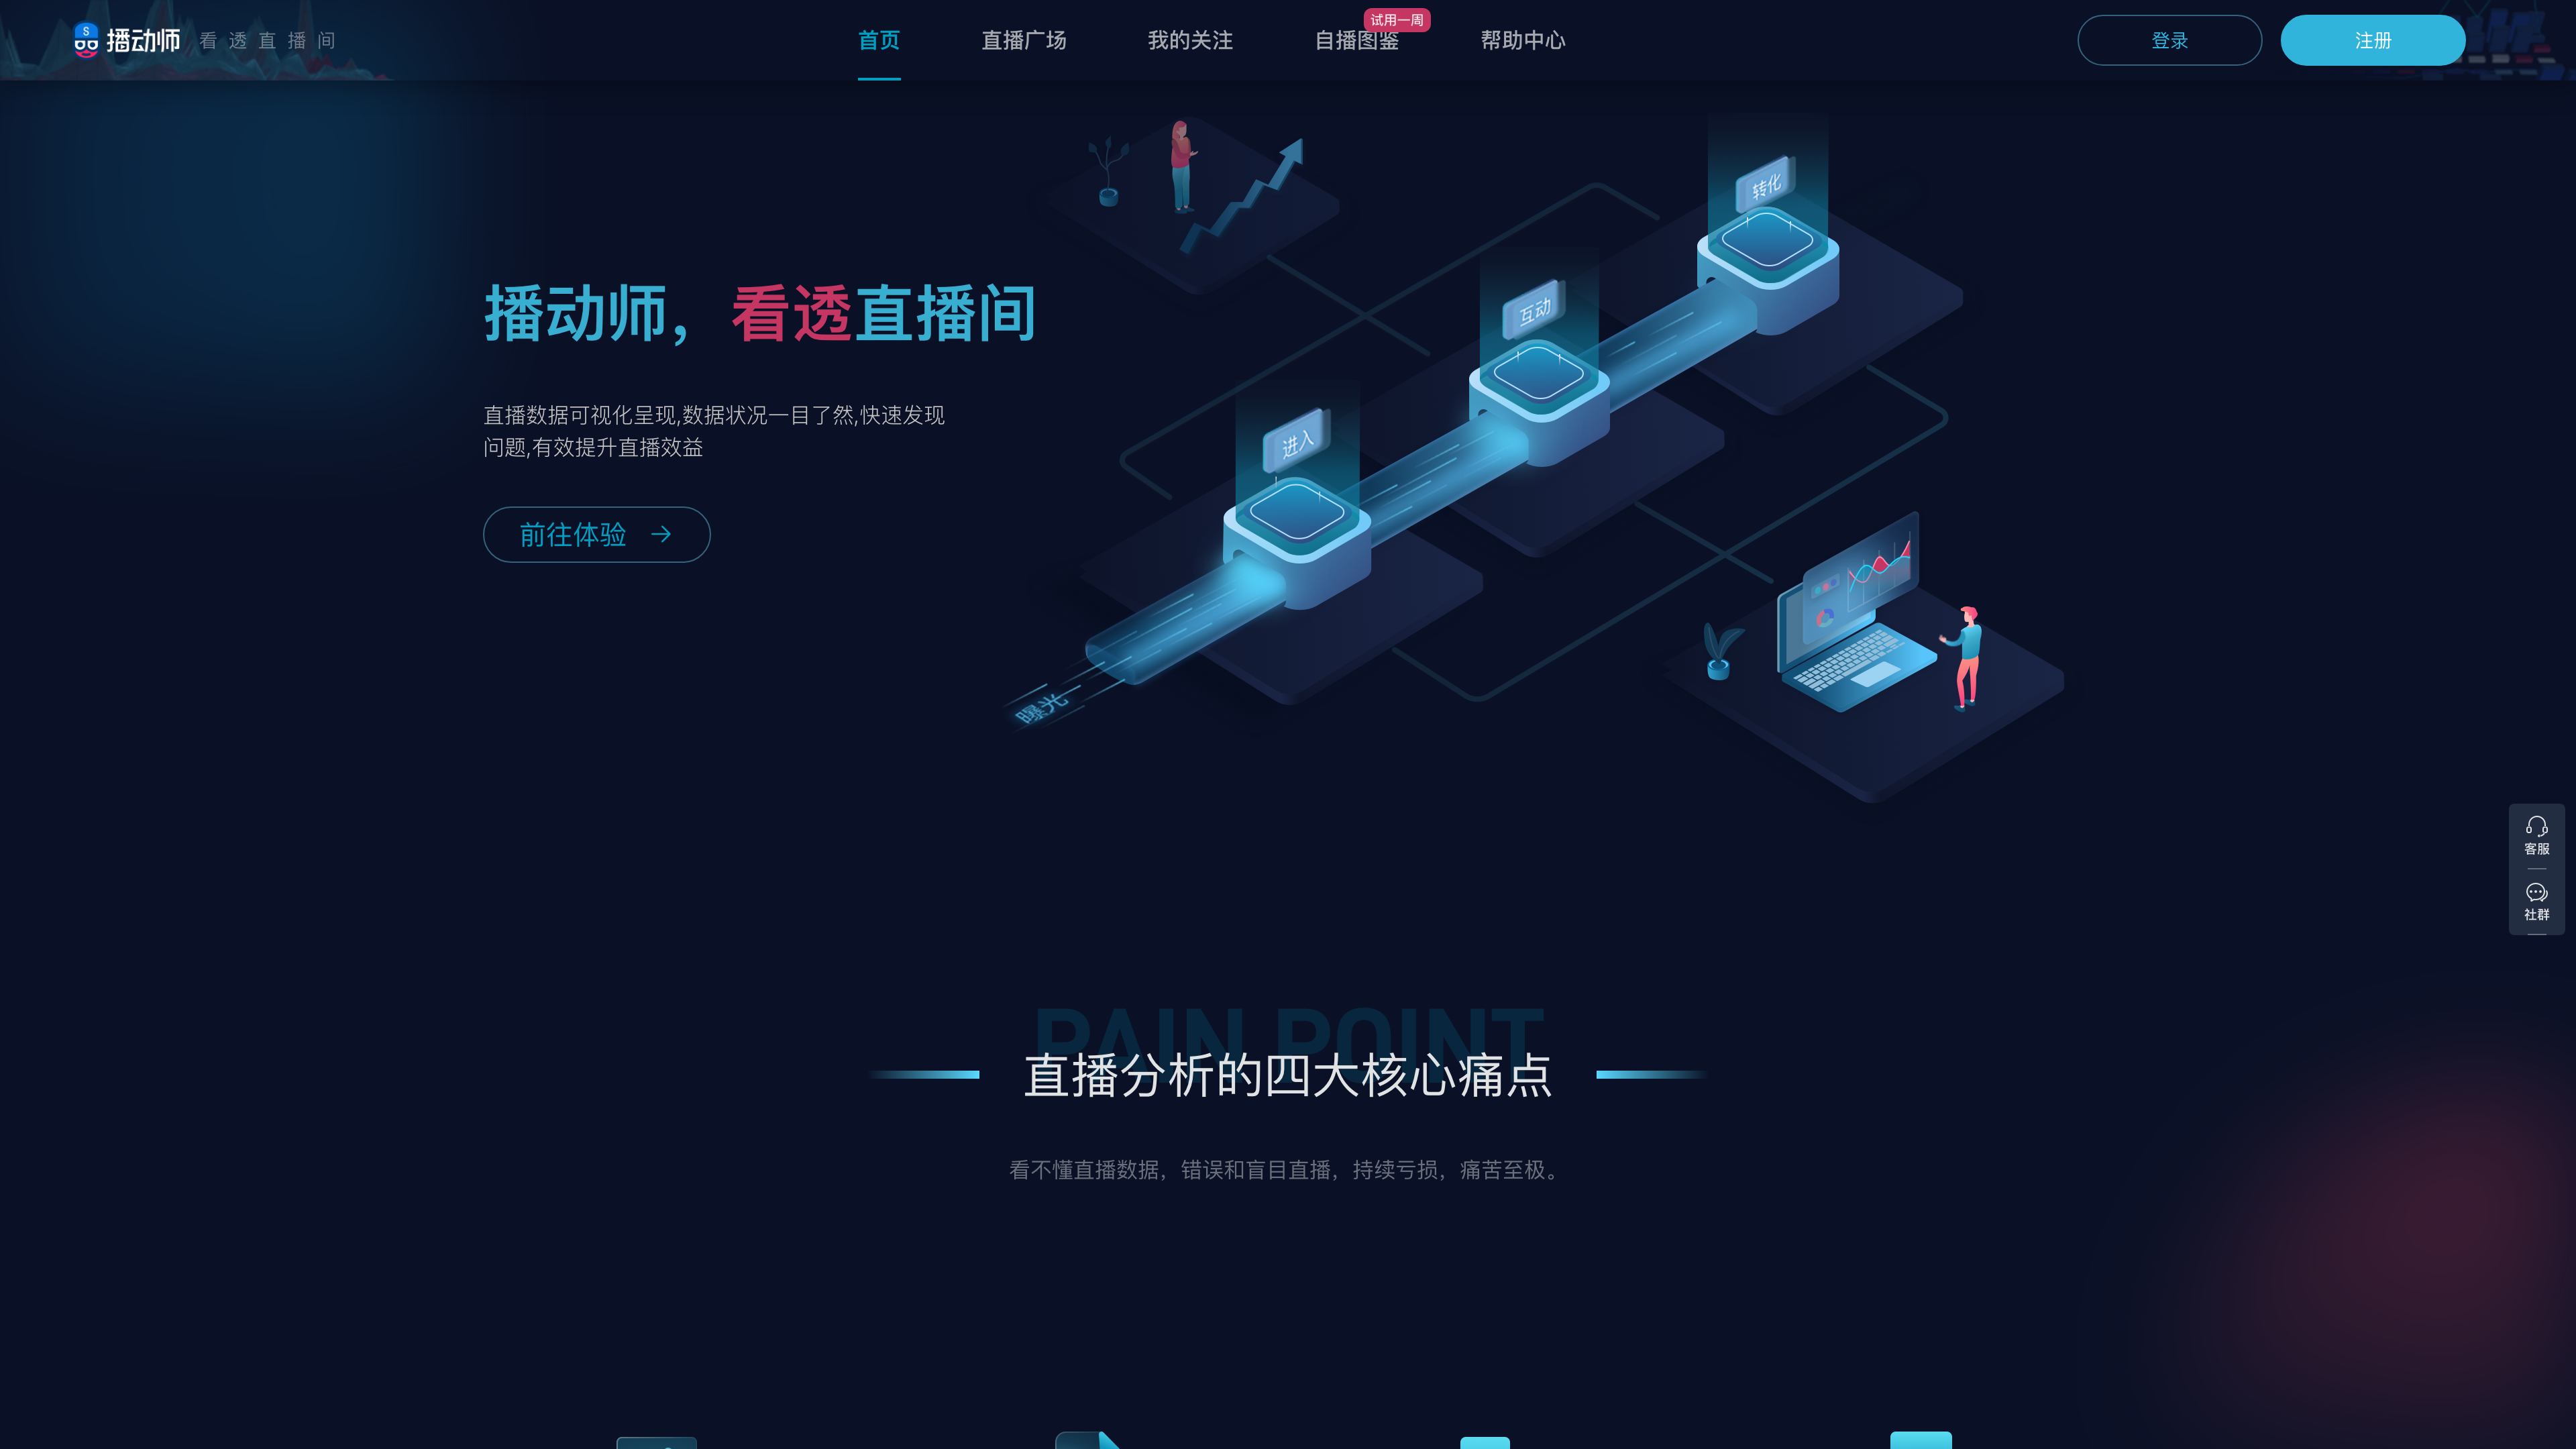 S
播动师
看透直播间
首页
直播广场
我的关注
自播图鉴
试用一周
帮助中心
登录
注册
播动师，看透直播间
直播数据可视化呈现,数据状况一目了然,快速发现
问题,有效提升直播效益
前往体验
转化
互动
进入
曝光
客服
社群
PAIN POINT
直播分析的四大核心痛点
看不懂直播数据，错误和盲目直播，持续亏损，痛苦至极。